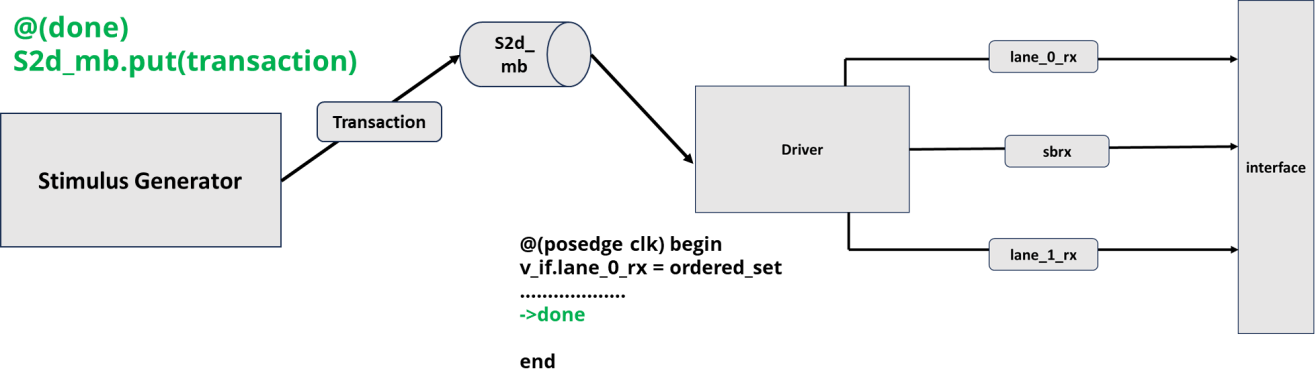 @(done)
S2d_mb.put(transaction)
S2d_
mb
Transaction
Stimulus Generator
Driver
lane_0_rx
sbrx
lane_1_rx
interface
@(posedge clk) begin
v_if.lane_0_rx = ordered_set
...................
->done
end